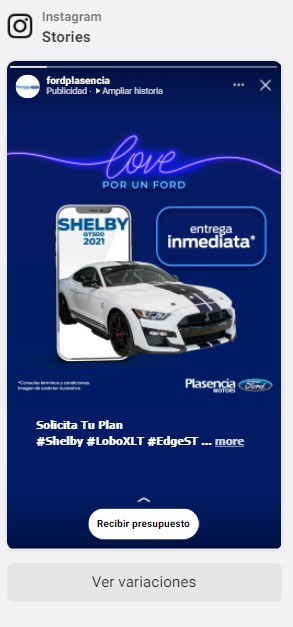 Instagram
Stories
fordplasencia
Publicidad · Ampliar historia
love
POR UN FORD
SHELBY
GT500
2021
entrega
inmediata*
*Consulta términos y condiciones.
Imagen de carácter ilustrativo
Plasencia
MOTORS
Ford
Solicita Tu Plan
#Shelby #LoboXLT #EdgeST ... more
Recibir presupuesto
Ver variaciones